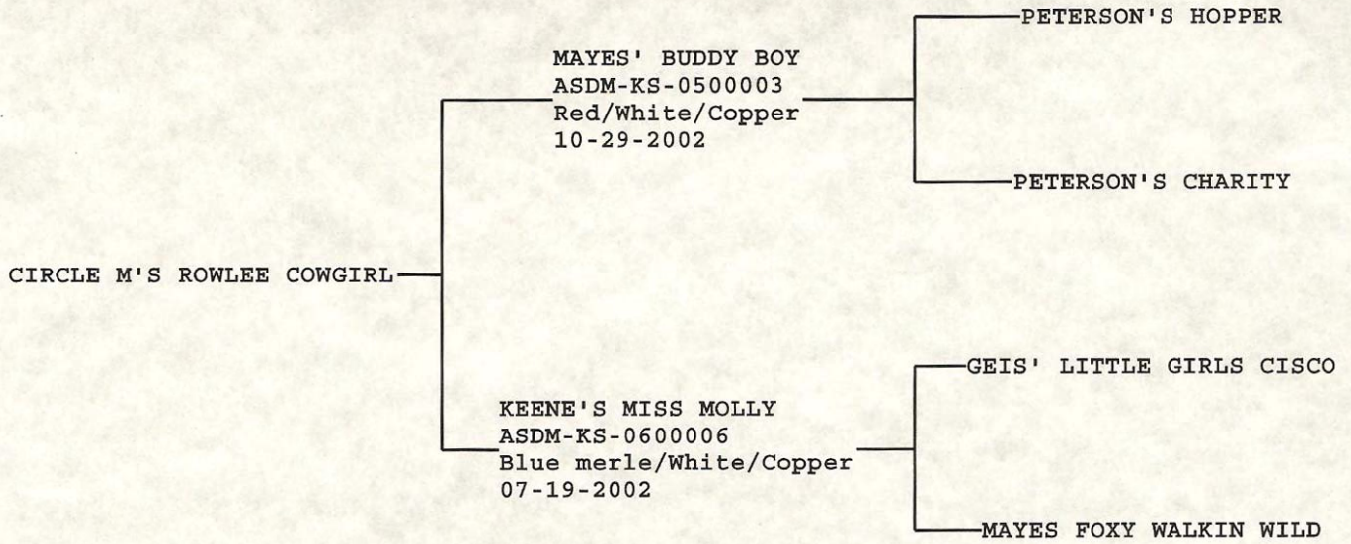 PETERSON'S HOPPER
MAYES' BUDDY BOY
ASDM-KS-0500003
Red/White/Copper
10-29-2002
PETERSON'S CHARITY
CIRCLE M'S ROWLEE COWGIRL
GEIS' LITTLE GIRLS CISCO
KEENE'S MISS MOLLY
ASDM-KS-0600006
Blue merle/White/Copper
07-19-2002
MAYES FOXY WALKIN WILD